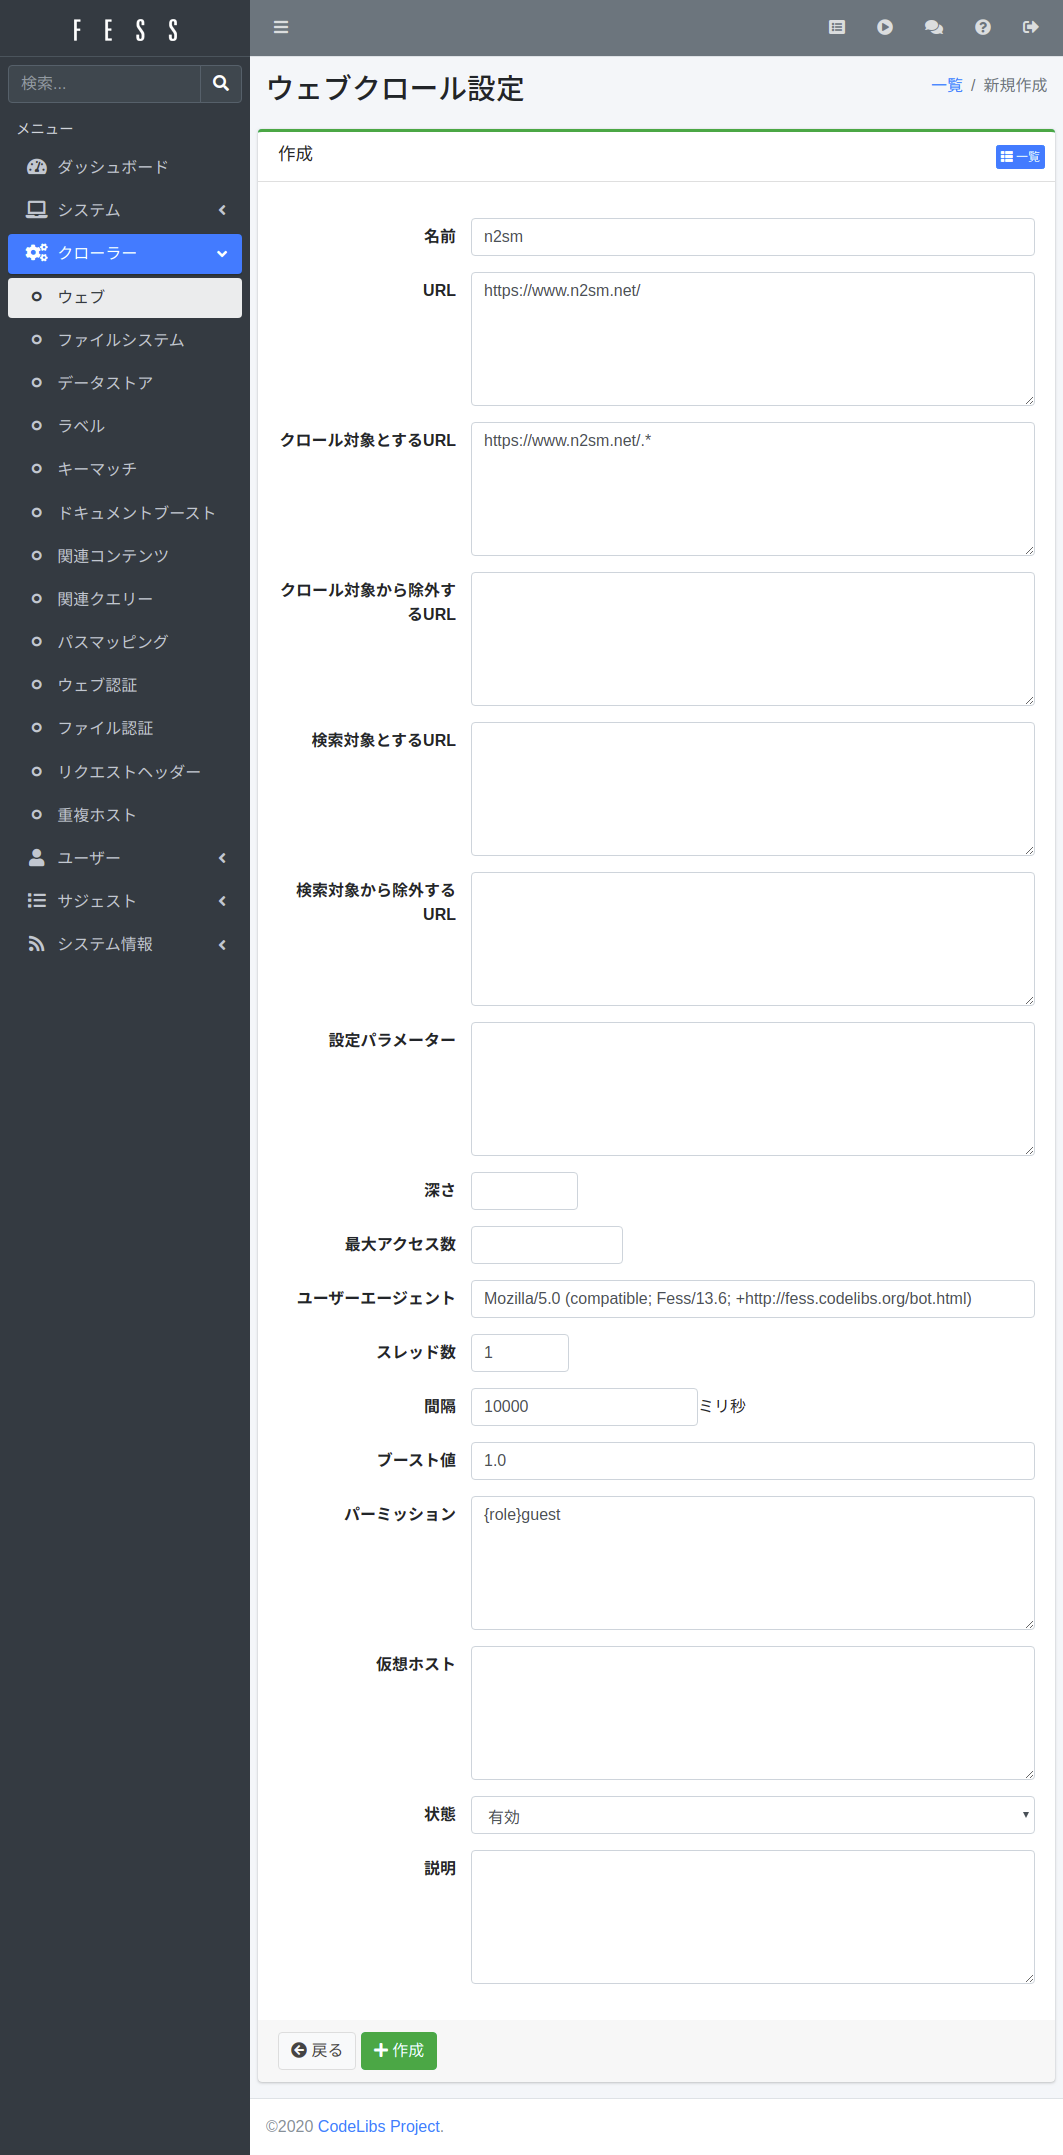 FESS
検索...
メニュー
ダッシュボード
システム
クローラー
ウェブ
ファイルシステム
データストア
ラベル
キーマッチ
ドキュメントブースト
関連コンテンツ
関連クエリー
パスマッピング
ウェブ認証
ファイル認証
リクエストヘッダー
重複ホスト
ユーザー
サジェスト
システム情報
ウェブクロール設定
一覧 / 新規作成
作成
一覧
名前 n2sm
URL https://www.n2sm.net/
クロール対象とするURL https://www.n2sm.net/.*
クロール対象から除外す
るURL
検索対象とするURL
検索対象から除外する
URL
設定パラメーター
深さ
最大アクセス数
ユーザーエージェント Mozilla/5.0 (compatible; Fess/13.6; +http://fess.codelibs.org/bot.html)
スレッド数 1
間隔 10000 ミリ秒
ブースト値 1.0
パーミッション {role}guest
仮想ホスト
状態 有効
説明
戻る 作成
©2020 CodeLibs Project.